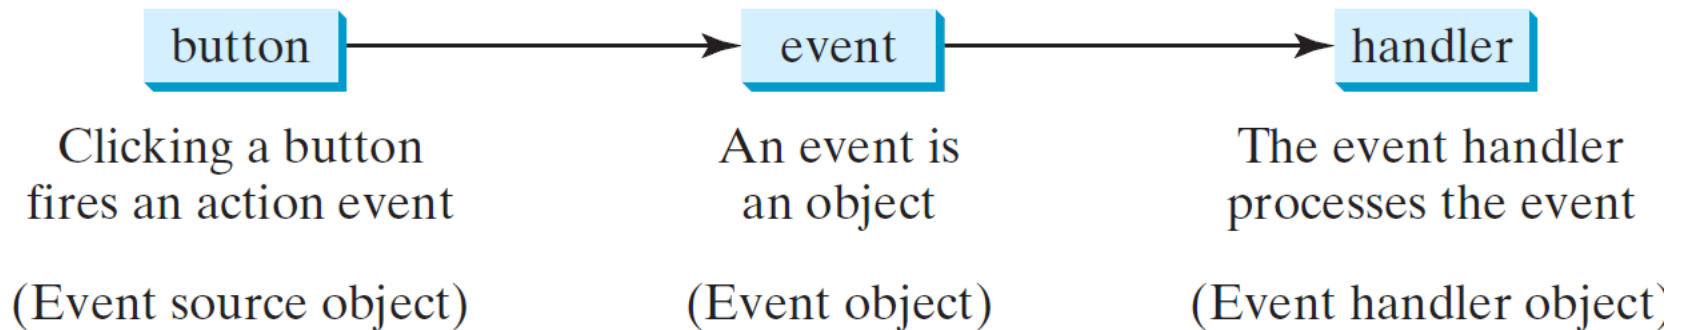 button
event
handler
Clicking a button
fires an action event
An event is
an object
The event handler
processes the event
(Event source object)
(Event object)
(Event handler object)